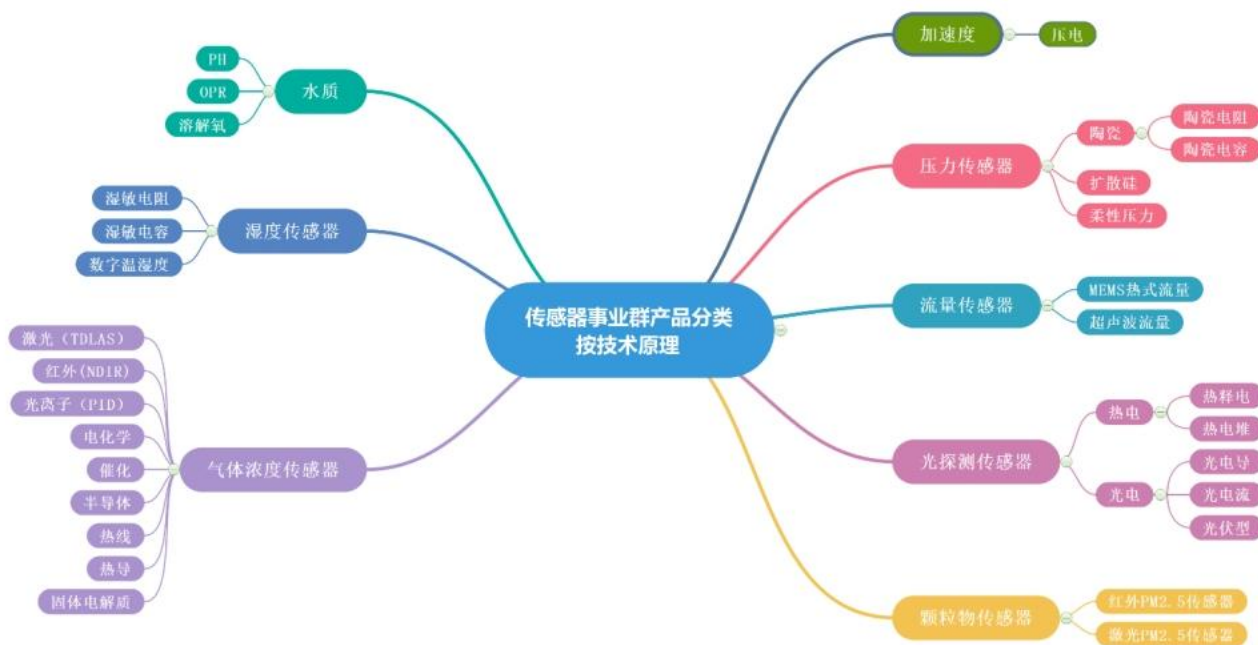 传感器事业群产品分类
按技术原理
水质
PH
OPR
溶解氧
湿度传感器
湿敏电阻
湿敏电容
数字温湿度
气体浓度传感器
激光（TDLAS）
红外(NDIR)
光离子（PID）
电化学
催化
半导体
热线
热导
固体电解质
加速度
压电
压力传感器
陶瓷
陶瓷电阻
陶瓷电容
扩散硅
柔性压力
流量传感器
MEMS热式流量
超声波流量
光探测传感器
热电
热释电
热电堆
光电
光电导
光电流
光伏型
颗粒物传感器
红外PM2.5传感器
激光PM2.5传感器